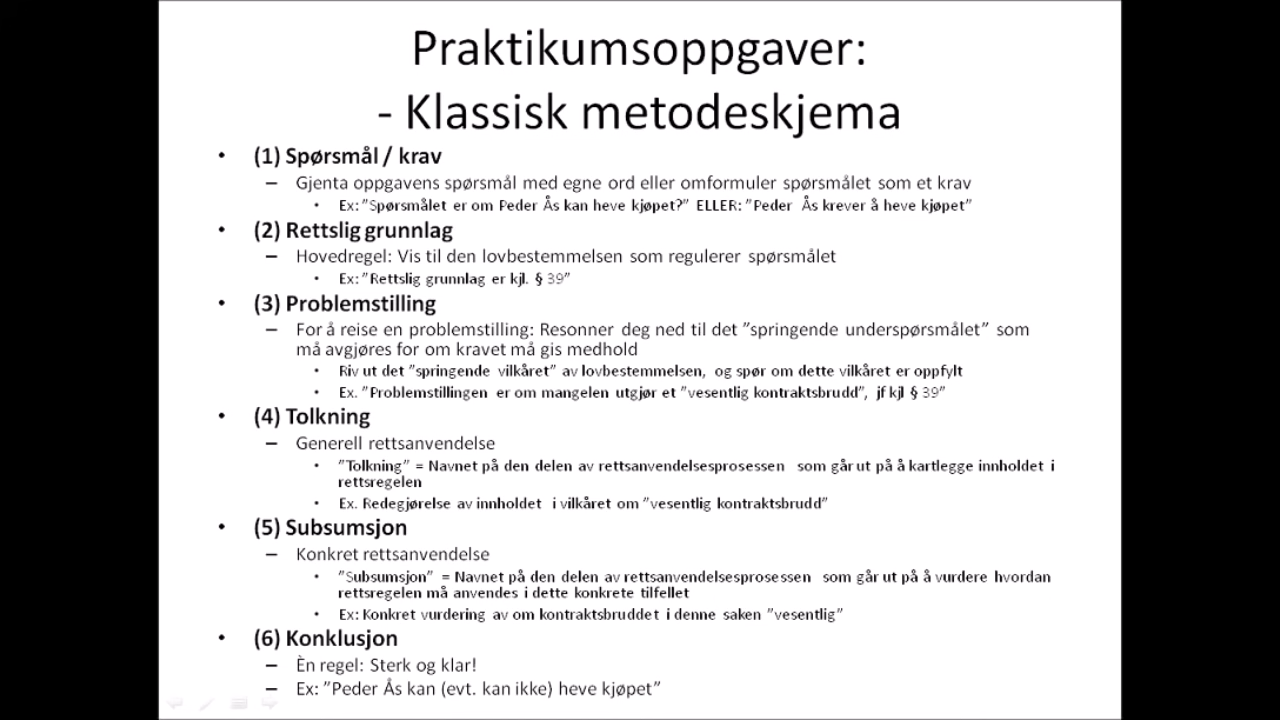 Praktikumsoppgaver:
- Klassisk metodeskjema
• (1) Spørsmål / krav
– Gjenta oppgavens spørsmål med egne ord eller omformuler spørsmålet som et krav
• Ex: ”Spørsmålet er om Peder Ås kan heve kjøpet?” ELLER: ”Peder Ås krever å heve kjøpet”
• (2) Rettslig grunnlag
– Hovedregel: Vis til den lovbestemmelsen som regulerer spørsmålet
• Ex: ”Rettslig grunnlag er kjl. § 39”
• (3) Problemstilling
– For å reise en problemstilling: Resonner deg ned til det ”springende underspørsmålet” som
må avgjøres for om kravet må gis medhold
• Riv ut det ”springende vilkåret” av lovbestemmelsen, og spør om dette vilkåret er oppfylt
• Ex. ”Problemstillingen er om mangelen utgjør et ”vesentlig kontraktsbrudd”, jf kjl § 39”
• (4) Tolkning
– Generell rettsanvendelse
• ”Tolkning” = Navnet på den delen av rettsanvendelsesprosessen som går ut på å kartlegge innholdet i
rettsregelen
• Ex. Redegjørelse av innholdet i vilkåret om ”vesentlig kontraktsbrudd”
• (5) Subsumsjon
– Konkret rettsanvendelse
• ”Subsumsjon” = Navnet på den delen av rettsanvendelsesprosessen som går ut på å vurdere hvordan
rettsregelen må anvendes i dette konkrete tilfellet
• Ex: Konkret vurdering av om kontraktsbruddet i denne saken ”vesentlig”
• (6) Konklusjon
– Èn regel: Sterk og klar!
– Ex: ”Peder Ås kan (evt. kan ikke) heve kjøpet”